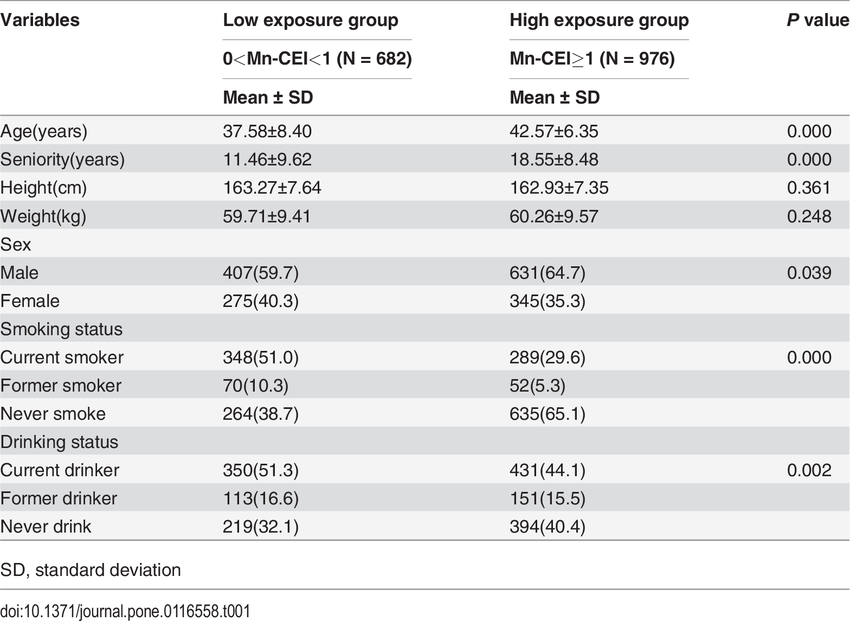 Variables Low exposure group High exposure group P value
0<Mn-CEI<1 (N = 682) Mn-CEI≥1 (N = 976)
Mean ± SD Mean ± SD
Age(years) 37.58±8.40 42.57±6.35 0.000
Seniority(years) 11.46±9.62 18.55±8.48 0.000
Height(cm) 163.27±7.64 162.93±7.35 0.361
Weight(kg) 59.71±9.41 60.26±9.57 0.248
Sex
Male 407(59.7) 631(64.7) 0.039
Female 275(40.3) 345(35.3)
Smoking status
Current smoker 348(51.0) 289(29.6) 0.000
Former smoker 70(10.3) 52(5.3)
Never smoke 264(38.7) 635(65.1)
Drinking status
Current drinker 350(51.3) 431(44.1) 0.002
Former drinker 113(16.6) 151(15.5)
Never drink 219(32.1) 394(40.4)
SD, standard deviation
doi:10.1371/journal.pone.0116558.t001